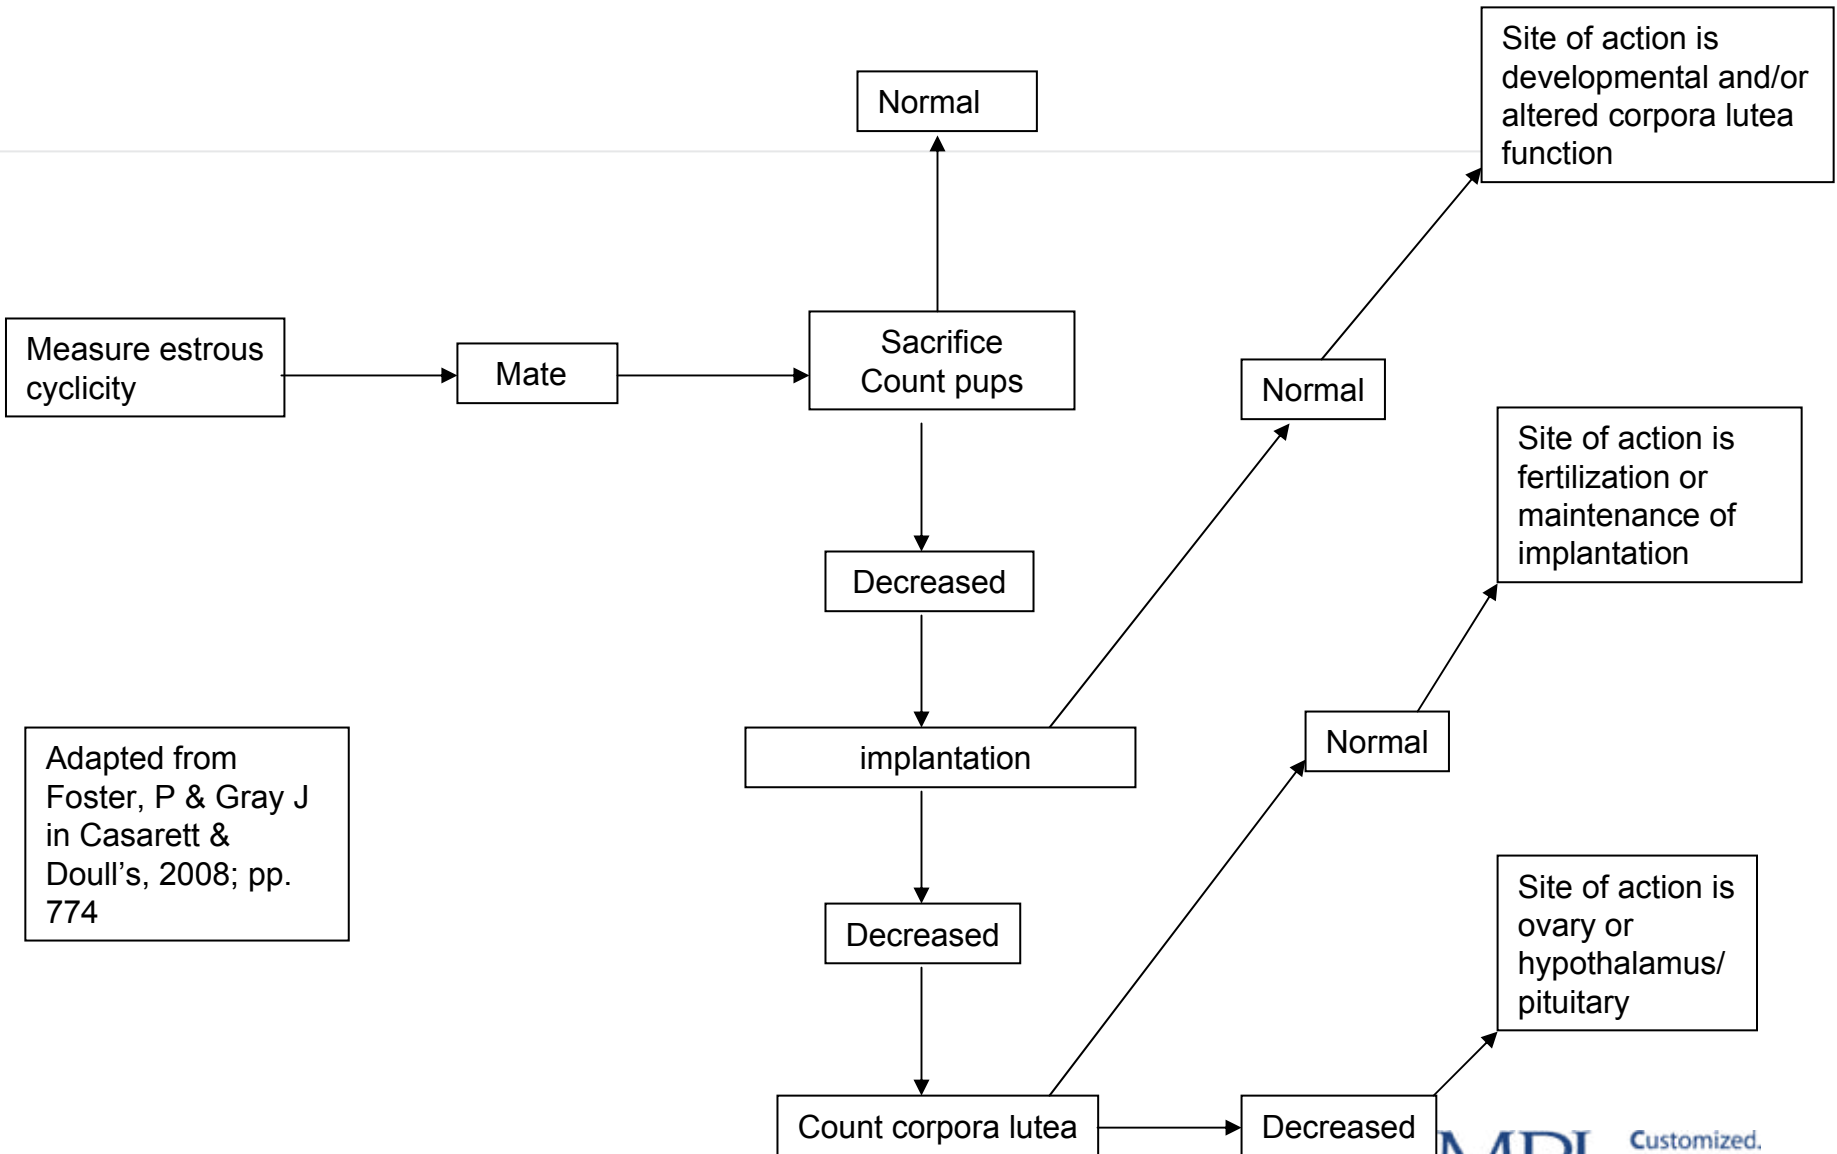 Site of action is
developmental and/or
altered corpora lutea
function
Normal
Measure estrous
cyclicity
Mate
Sacrifice
Count pups
Normal
Site of action is
fertilization or
maintenance of
implantation
Decreased
Adapted from
Foster, P & Gray J
in Casarett &
Doull's, 2008; pp.
774
implantation
Normal
Decreased
Site of action is
ovary or
hypothalamus/
pituitary
Count corpora lutea
Decreased
Customized.